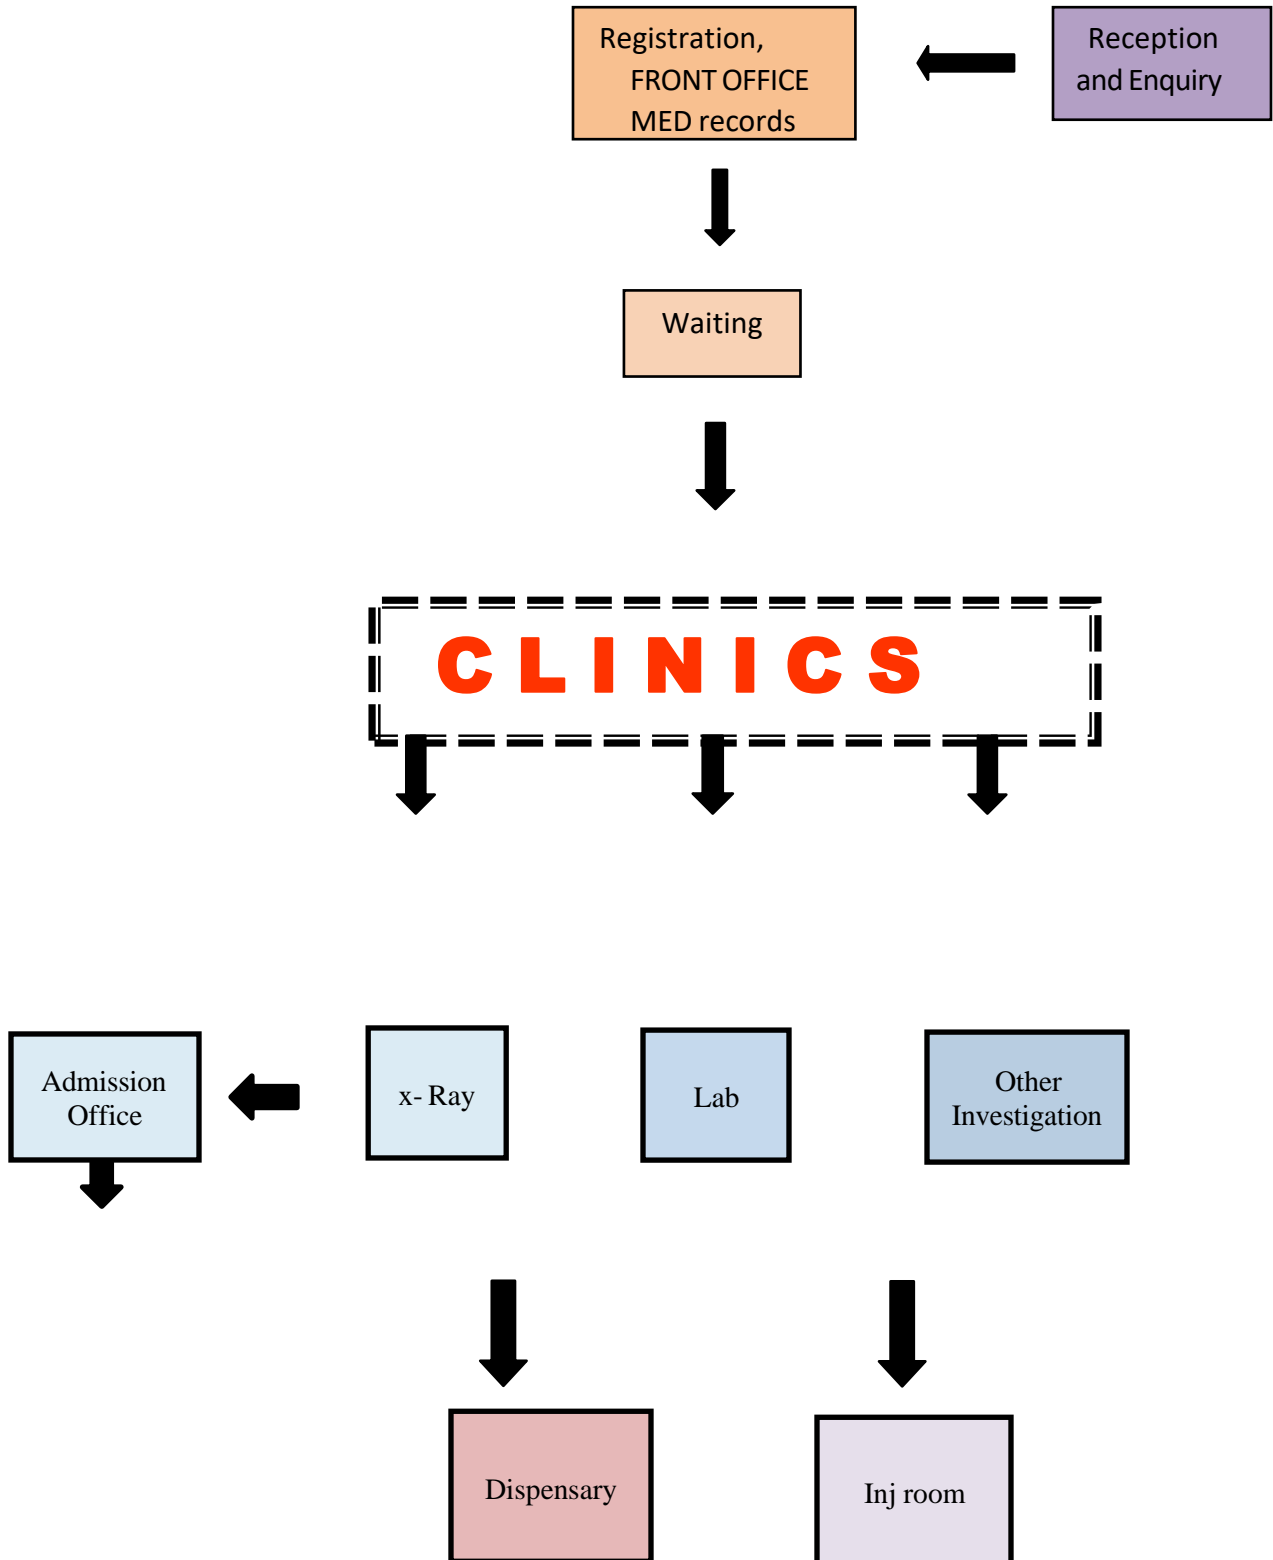 Registration,
FRONT OFFICE
MED records
Reception
and Enquiry
Waiting
CLINICS
Admission
Office
x- Ray
Lab
Other
Investigation
Dispensary
Inj room